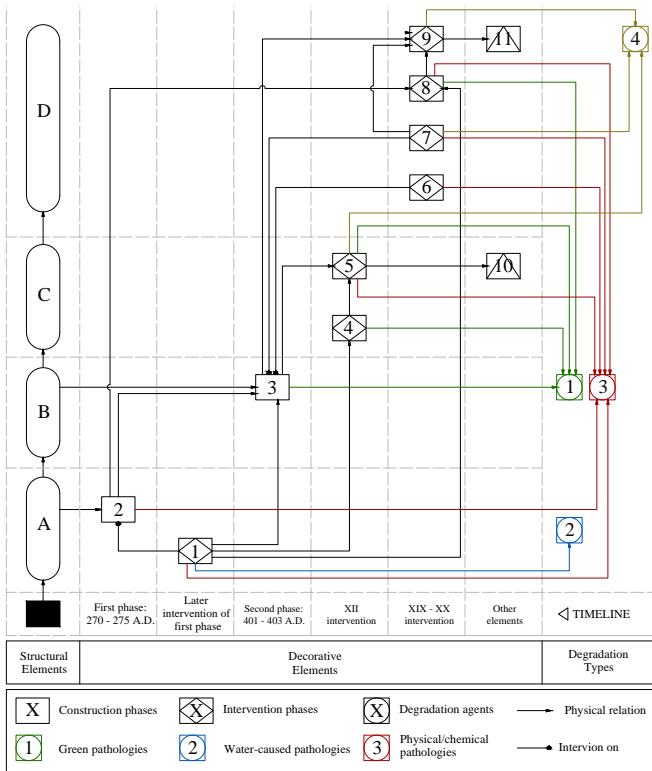 9
11
4
8
D
7
6
C
5
10
4
B
3
1
3
A
2
1
2
First phase:
270 - 275 A.D.
Later
intervention of
first phase
Second phase:
401 - 403 A.D.
XII
intervention
XIX - XX
intervention
Other
elements
TIMELINE
Structural
Elements
Decorative
Elements
Degradation
Types
X Construction phases
X Intervention phases
X Degradation agents
Physical relation
1 Green pathologies
2 Water-caused pathologies
3 Physical/chemical
pathologies
Intervion on